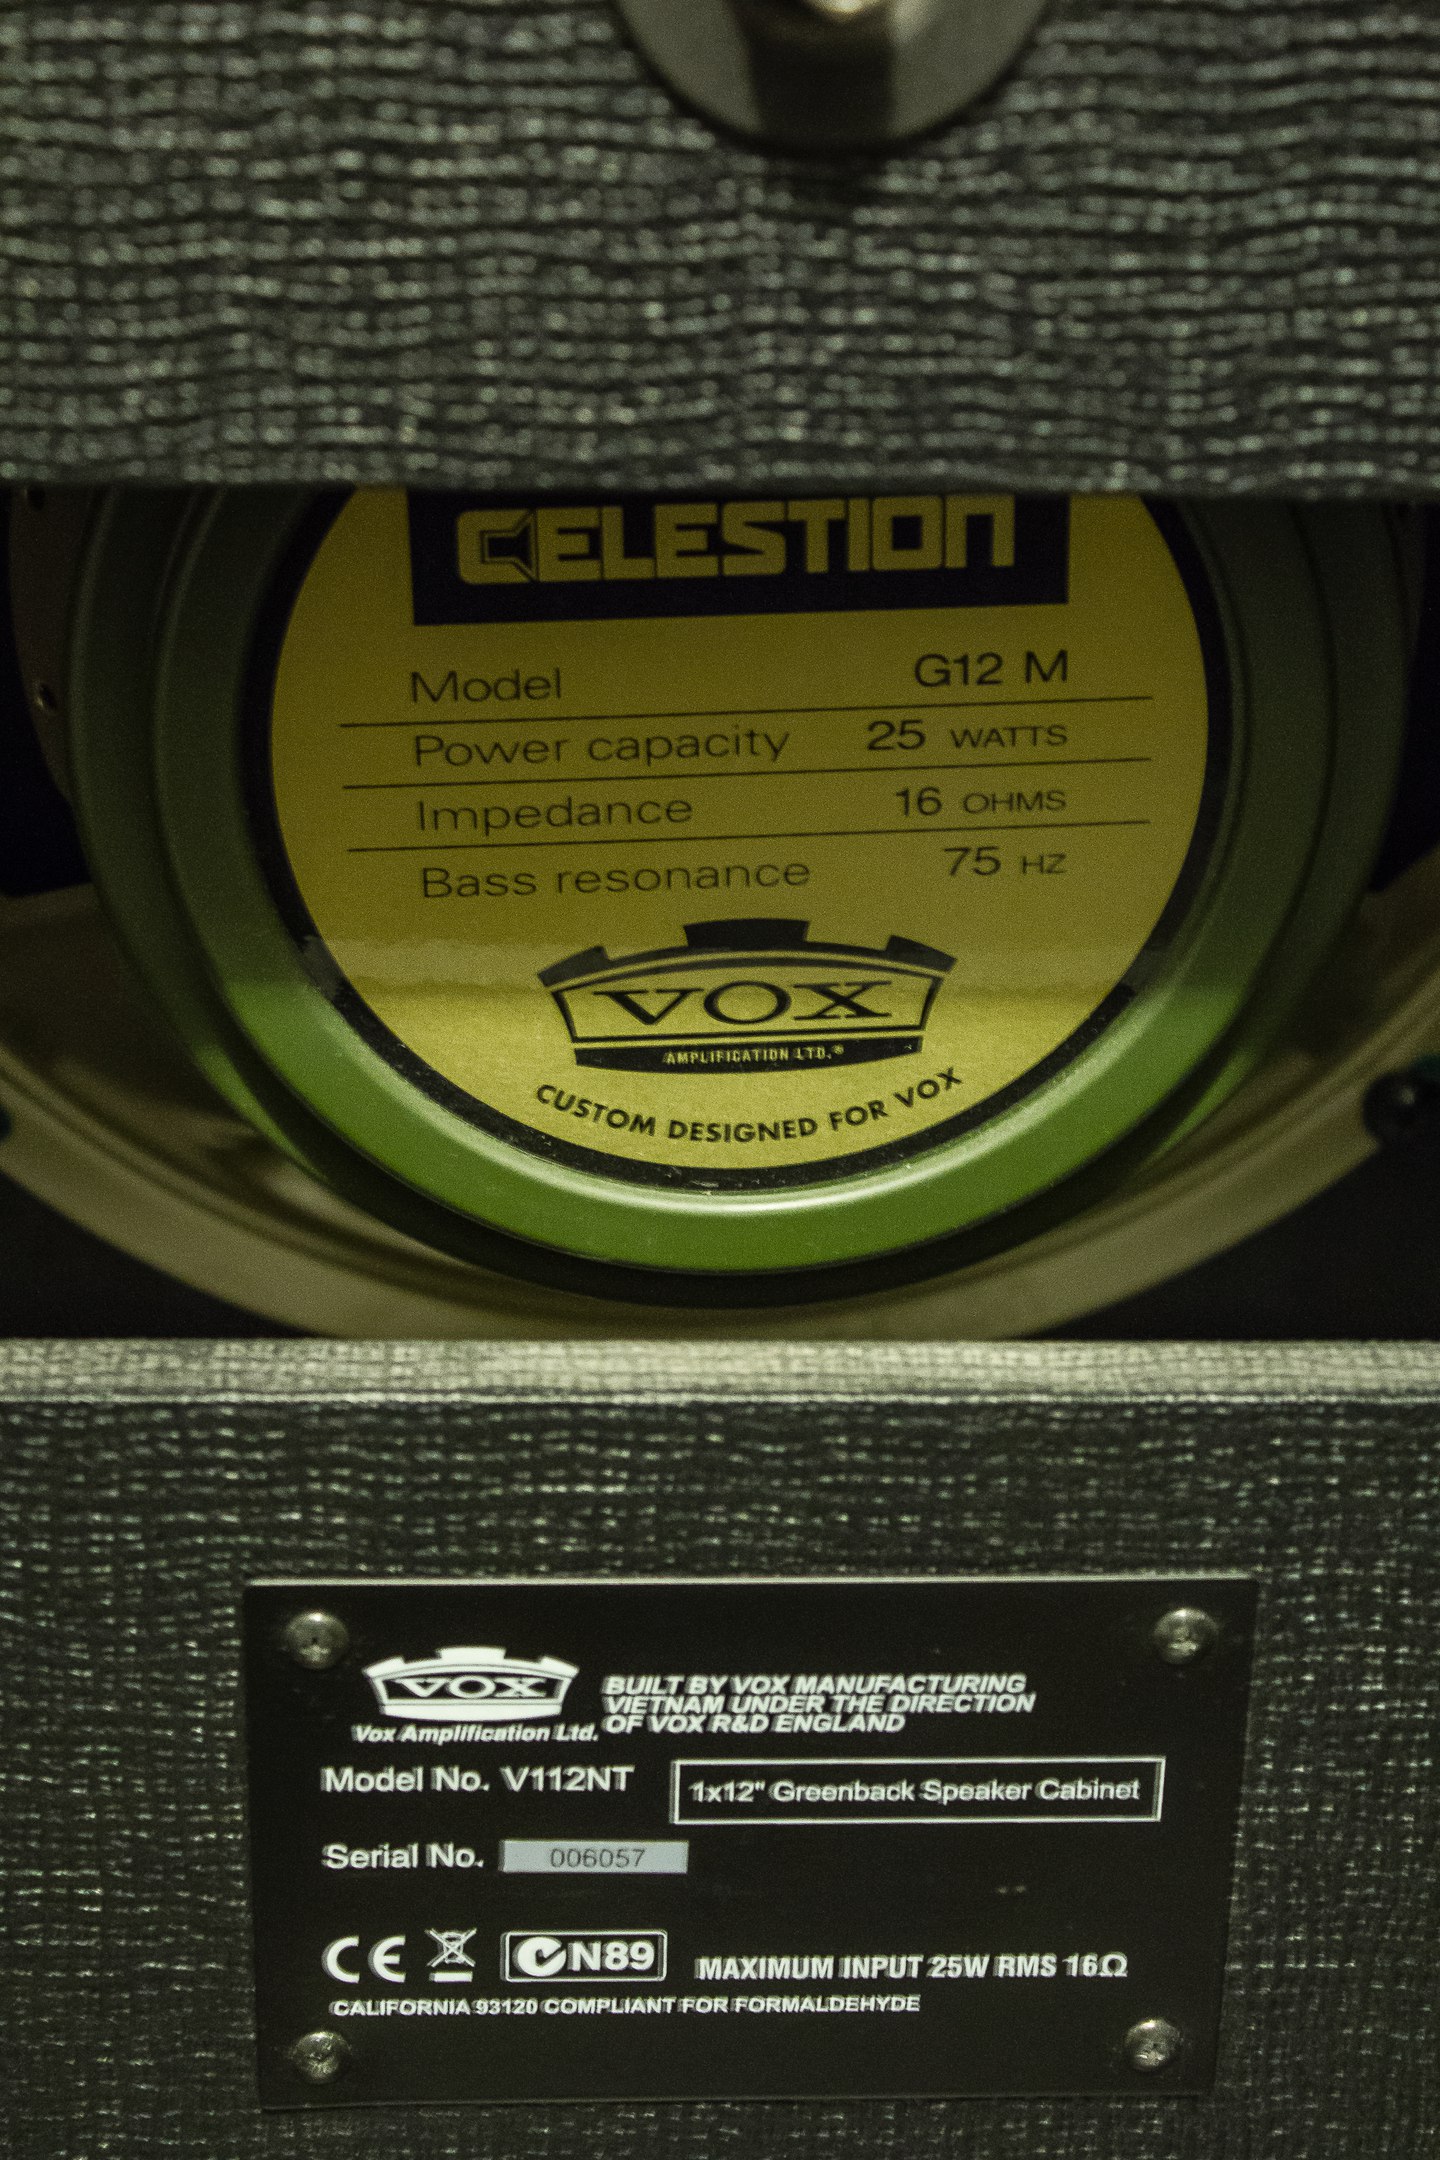 CELESTION
Model G12 M
Power capacity 25 WATTS
Impedance 16 OHMS
Bass resonance 75 HZ
VOX
AMPLIFICATION LTD.®
CUSTOM DESIGNED FOR VOX
VOX
Vox Amplification Ltd.
BUILT BY VOX MANUFACTURING
VIETNAM UNDER THE DIRECTION
OF VOX R&D ENGLAND
Model No. V112NT
1x12" Greenback Speaker Cabinet
Serial No. 006057
CE N89 MAXIMUM INPUT 25W RMS 16Ω
CALIFORNIA 93120 COMPLIANT FOR FORMALDEHYDE